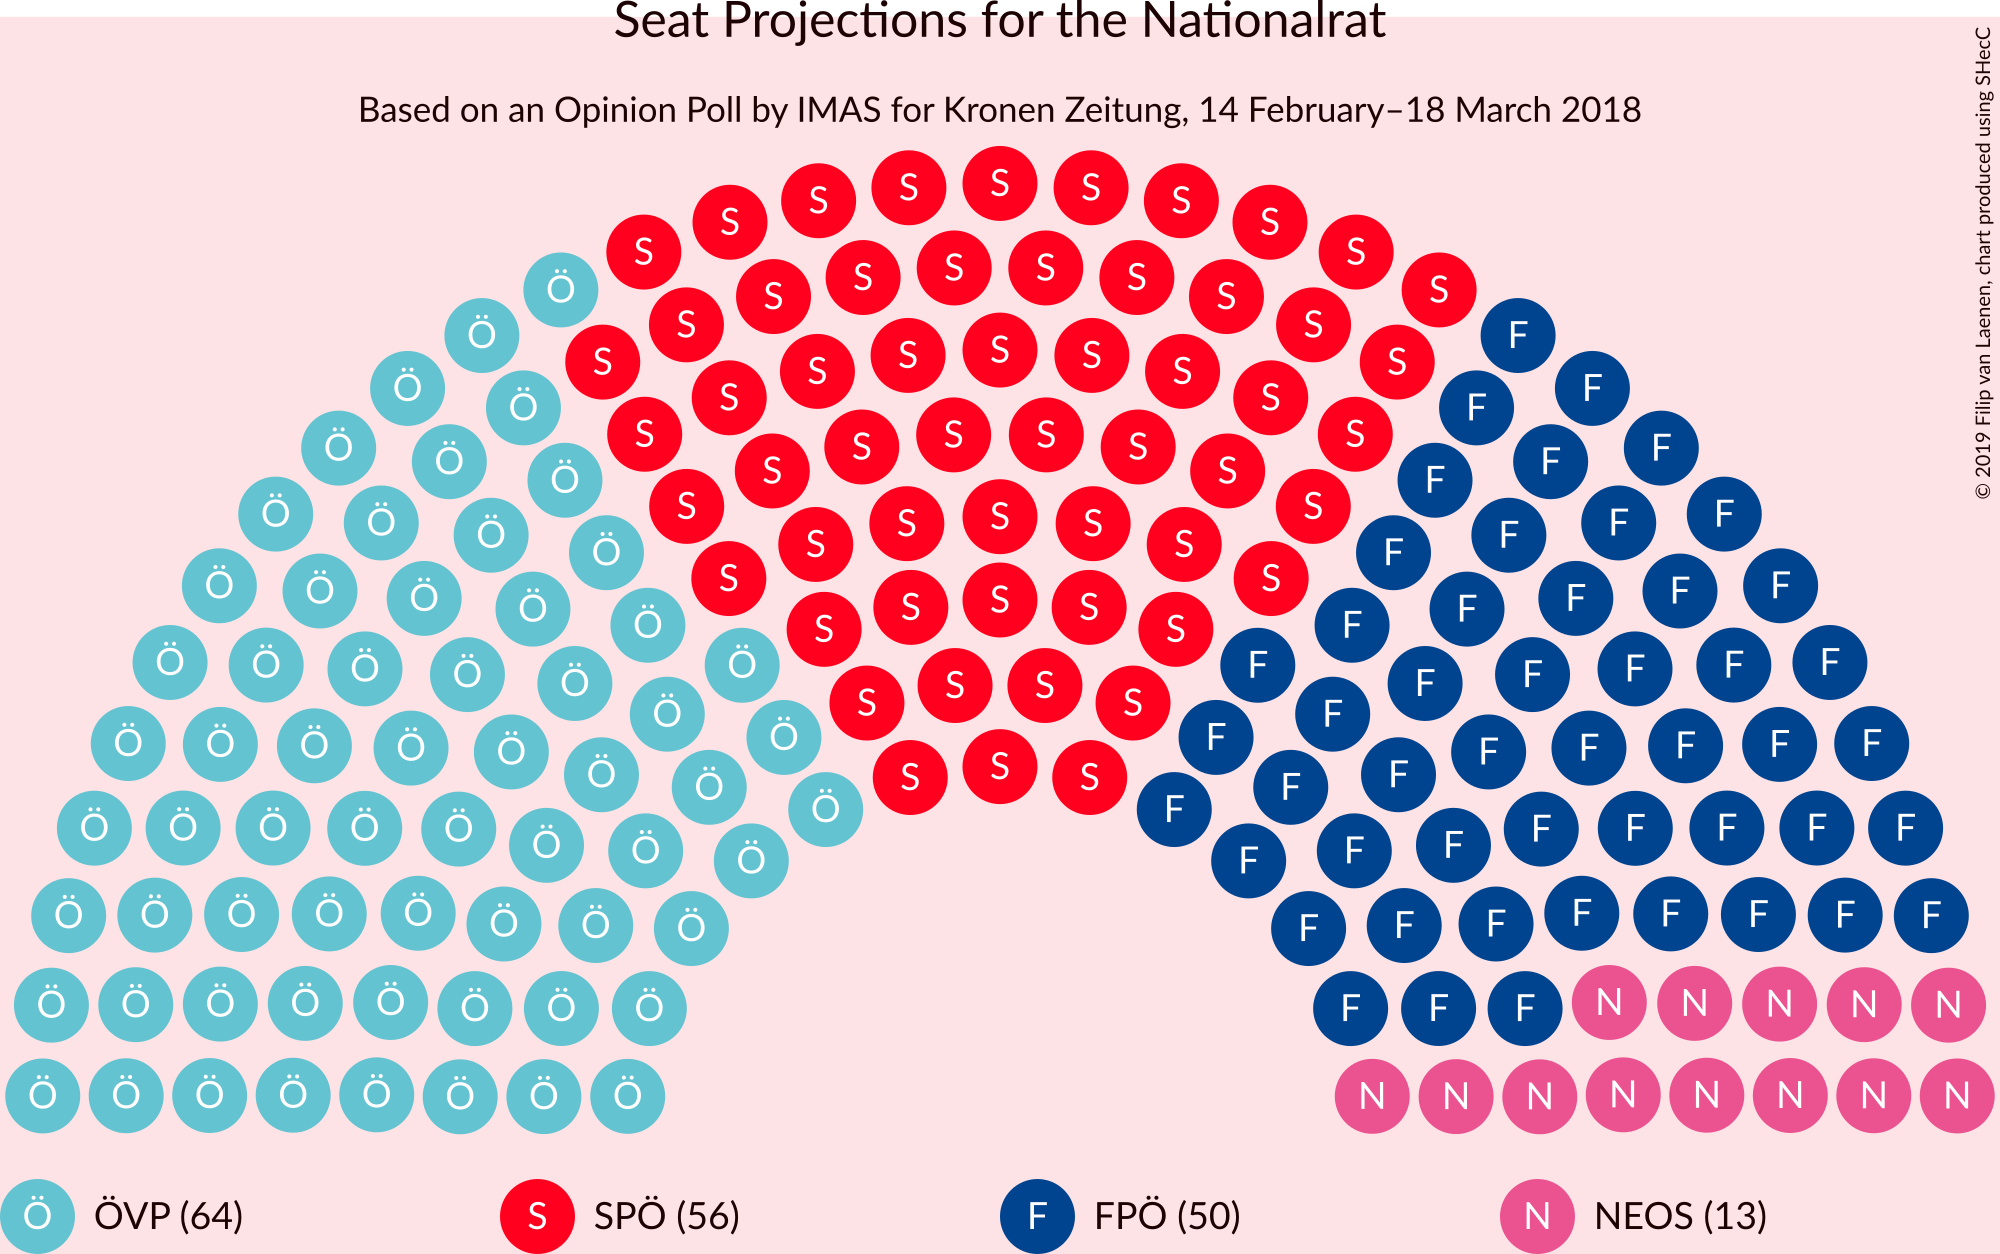 Seat Projections for the Nationalrat
Based on an Opinion Poll by IMAS for Kronen Zeitung, 14 February–18 March 2018
© 2019 Filip van Laenen, chart produced using SHecC
S S S S S S S
S S S
Ö S S S S S S S S
Ö F
S S S S S S S S S
Ö F
Ö S S S S F
Ö S S S S S S F
Ö S S F
Ö Ö S S S S S F F
Ö Ö Ö S S F F F
Ö S S S F
Ö Ö Ö S S F F F
Ö Ö S S S S F F
Ö Ö Ö Ö F F F F
Ö Ö Ö S S F F F
Ö S S S S F
Ö Ö Ö Ö Ö Ö F F F F F F
S S S
Ö F
Ö Ö Ö F F F
Ö Ö Ö Ö Ö F F F F F
Ö Ö Ö Ö Ö Ö Ö F F F F F F F
Ö Ö Ö Ö Ö Ö Ö Ö F F F F F F F F
Ö Ö Ö Ö Ö Ö Ö Ö F F F N N N N N
Ö Ö Ö Ö Ö Ö Ö Ö N N N N N N N N
Ö ÖVP (64) S SPÖ (56) F FPÖ (50) N NEOS (13)